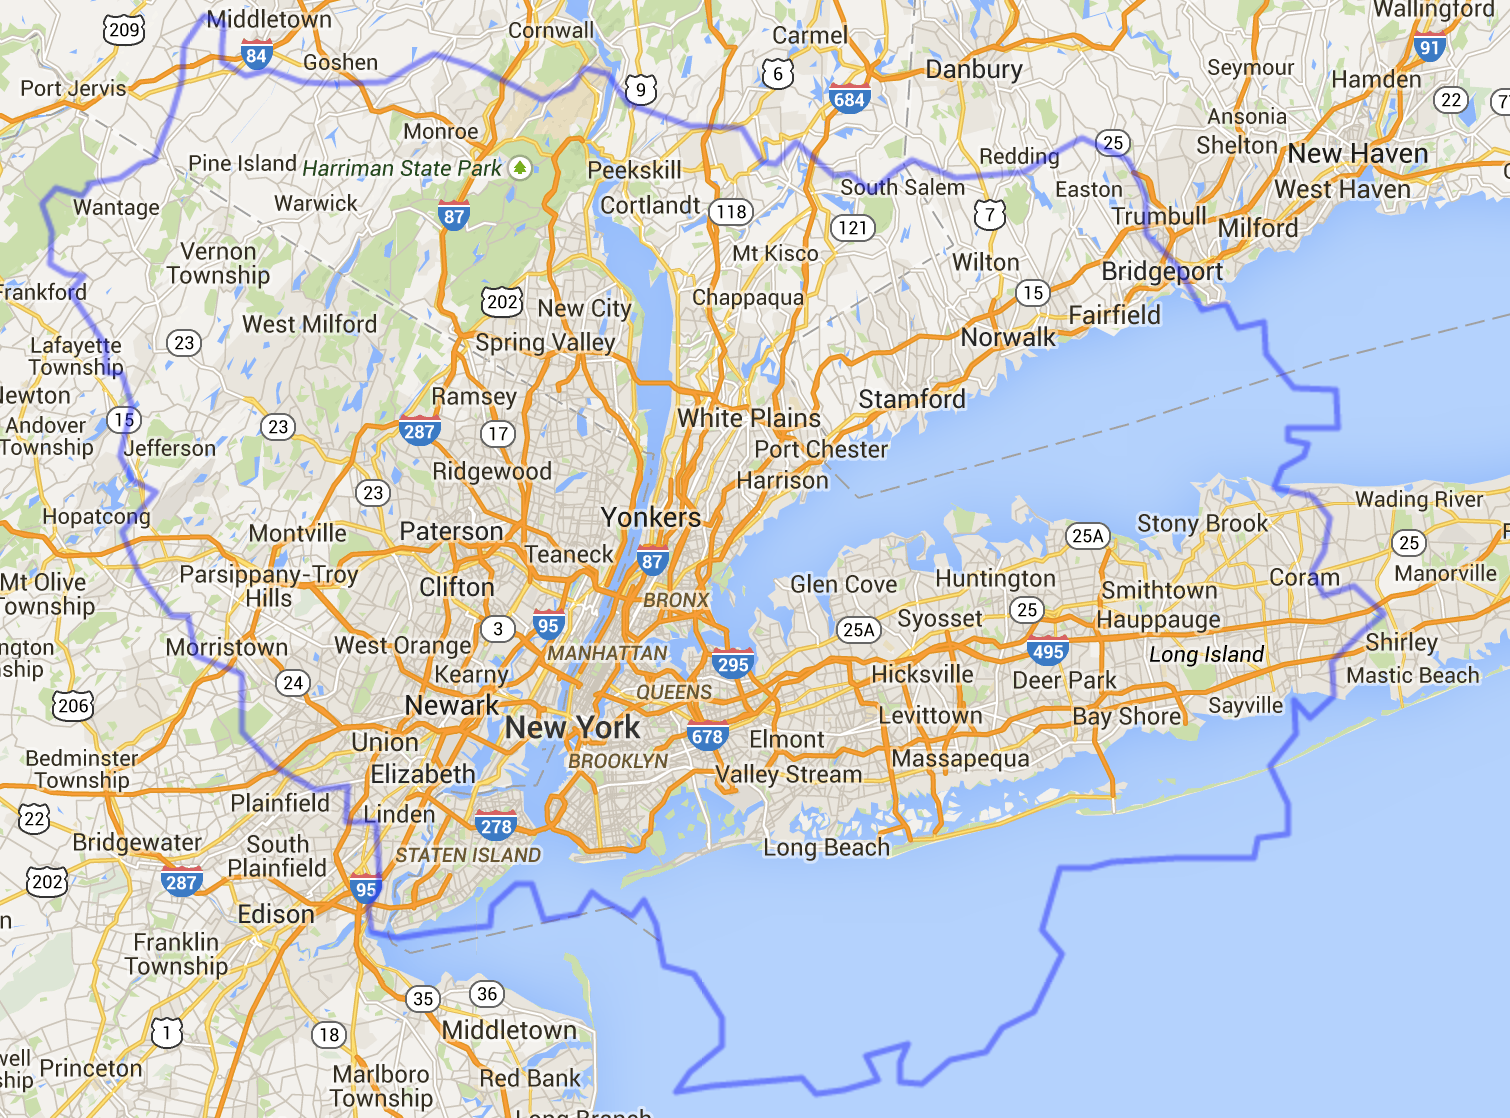 Middletown
209
Cornwall
Carmel
Wallingford
84
Goshen
91
Port Jervis
9
6
Danbury
Seymour
Hamden
684
22
Ansonia
Monroe
Shelton
25
New Haven
Pine Island
Harriman State Park
Peekskill
Redding
South Salem
Easton
West Haven
Wantage
Warwick
87
Cortlandt
118
121
7
Trumbull
Milford
Vernon
Township
Mt Kisco
Wilton
Bridgeport
Frankford
202
New City
Chappaqua
15
Fairfield
West Milford
23
Spring Valley
Norwalk
Lafayette
Township
Newton
Ramsey
Stamford
15
Andover
Township
23
287
17
White Plains
Jefferson
Port Chester
Ridgewood
Harrison
23
Hopatcong
Yonkers
Wading River
Montville
Paterson
Stony Brook
25A
25
Teaneck
87
Mt Olive
Township
Parsippany-Troy
Hills
Clifton
BRONX
Glen Cove
Huntington
Smithtown
Coram
Manorville
3
95
25A
Syosset
25
Hauppauge
Morristown
West Orange
MANHATTAN
295
495
Long Island
Shirley
24
Kearny
Hicksville
Deer Park
Mastic Beach
206
Newark
QUEENS
Sayville
New York
678
Levittown
Bay Shore
Union
Elmont
Bedminster
Township
Elizabeth
BROOKLYN
Valley Stream
Massapequa
Plainfield
Linden
22
278
Bridgewater
South
Plainfield
STATEN ISLAND
Long Beach
202
287
95
Edison
Franklin
Township
35
36
1
18
Middletown
Princeton
Marlboro
Township
Red Bank
Long Branch